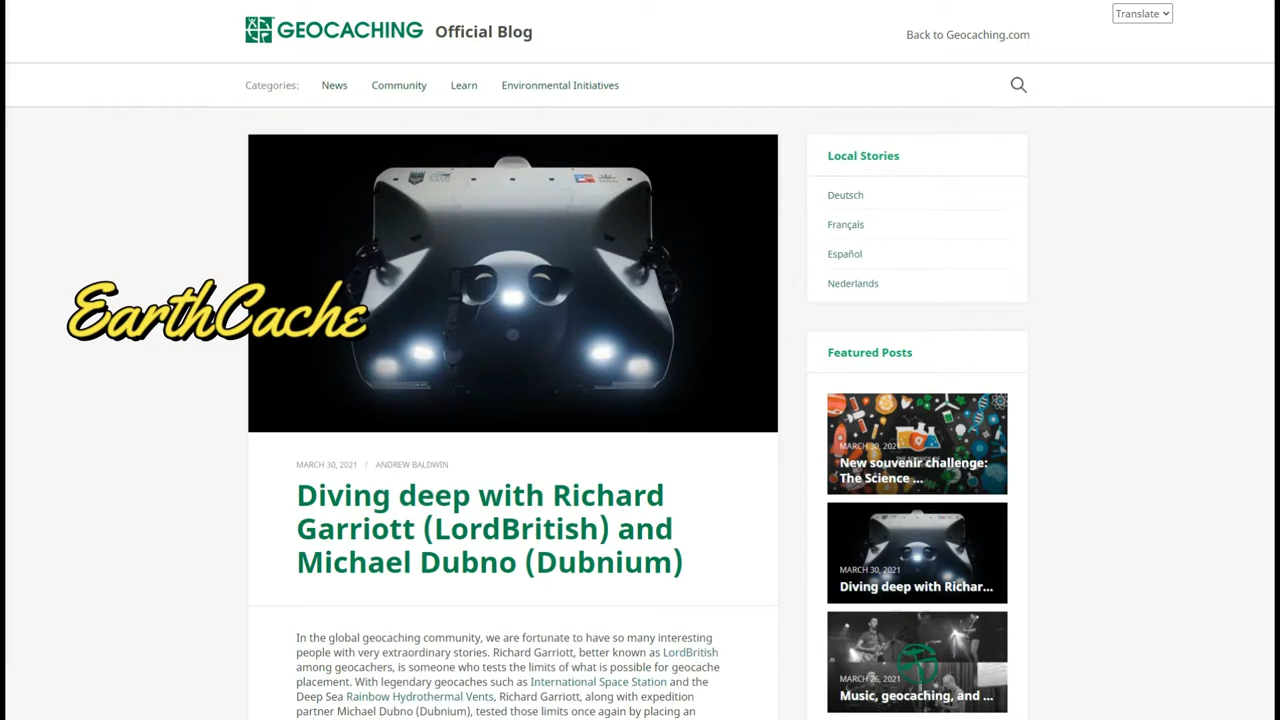 GEOCACHING Official Blog
Translate
Back to Geocaching.com
Categories: News Community Learn Environmental Initiatives
EarthCache
MARCH 30, 2021 / ANDREW BALDWIN
Diving deep with Richard
Garriott (LordBritish) and
Michael Dubno (Dubnium)
In the global geocaching community, we are fortunate to have so many interesting
people with very extraordinary stories. Richard Garriott, better known as LordBritish
among geocachers, is someone who tests the limits of what is possible for geocache
placement. With legendary geocaches such as International Space Station and the
Deep Sea Rainbow Hydrothermal Vents, Richard Garriott, along with expedition
partner Michael Dubno (Dubnium), tested those limits once again by placing an
Local Stories
Deutsch
Français
Español
Nederlands
Featured Posts
MARCH 30, 2021
New souvenir challenge:
The Science ...
MARCH 30, 2021
Diving deep with Richar...
MARCH 26, 2021
Music, geocaching, and ...